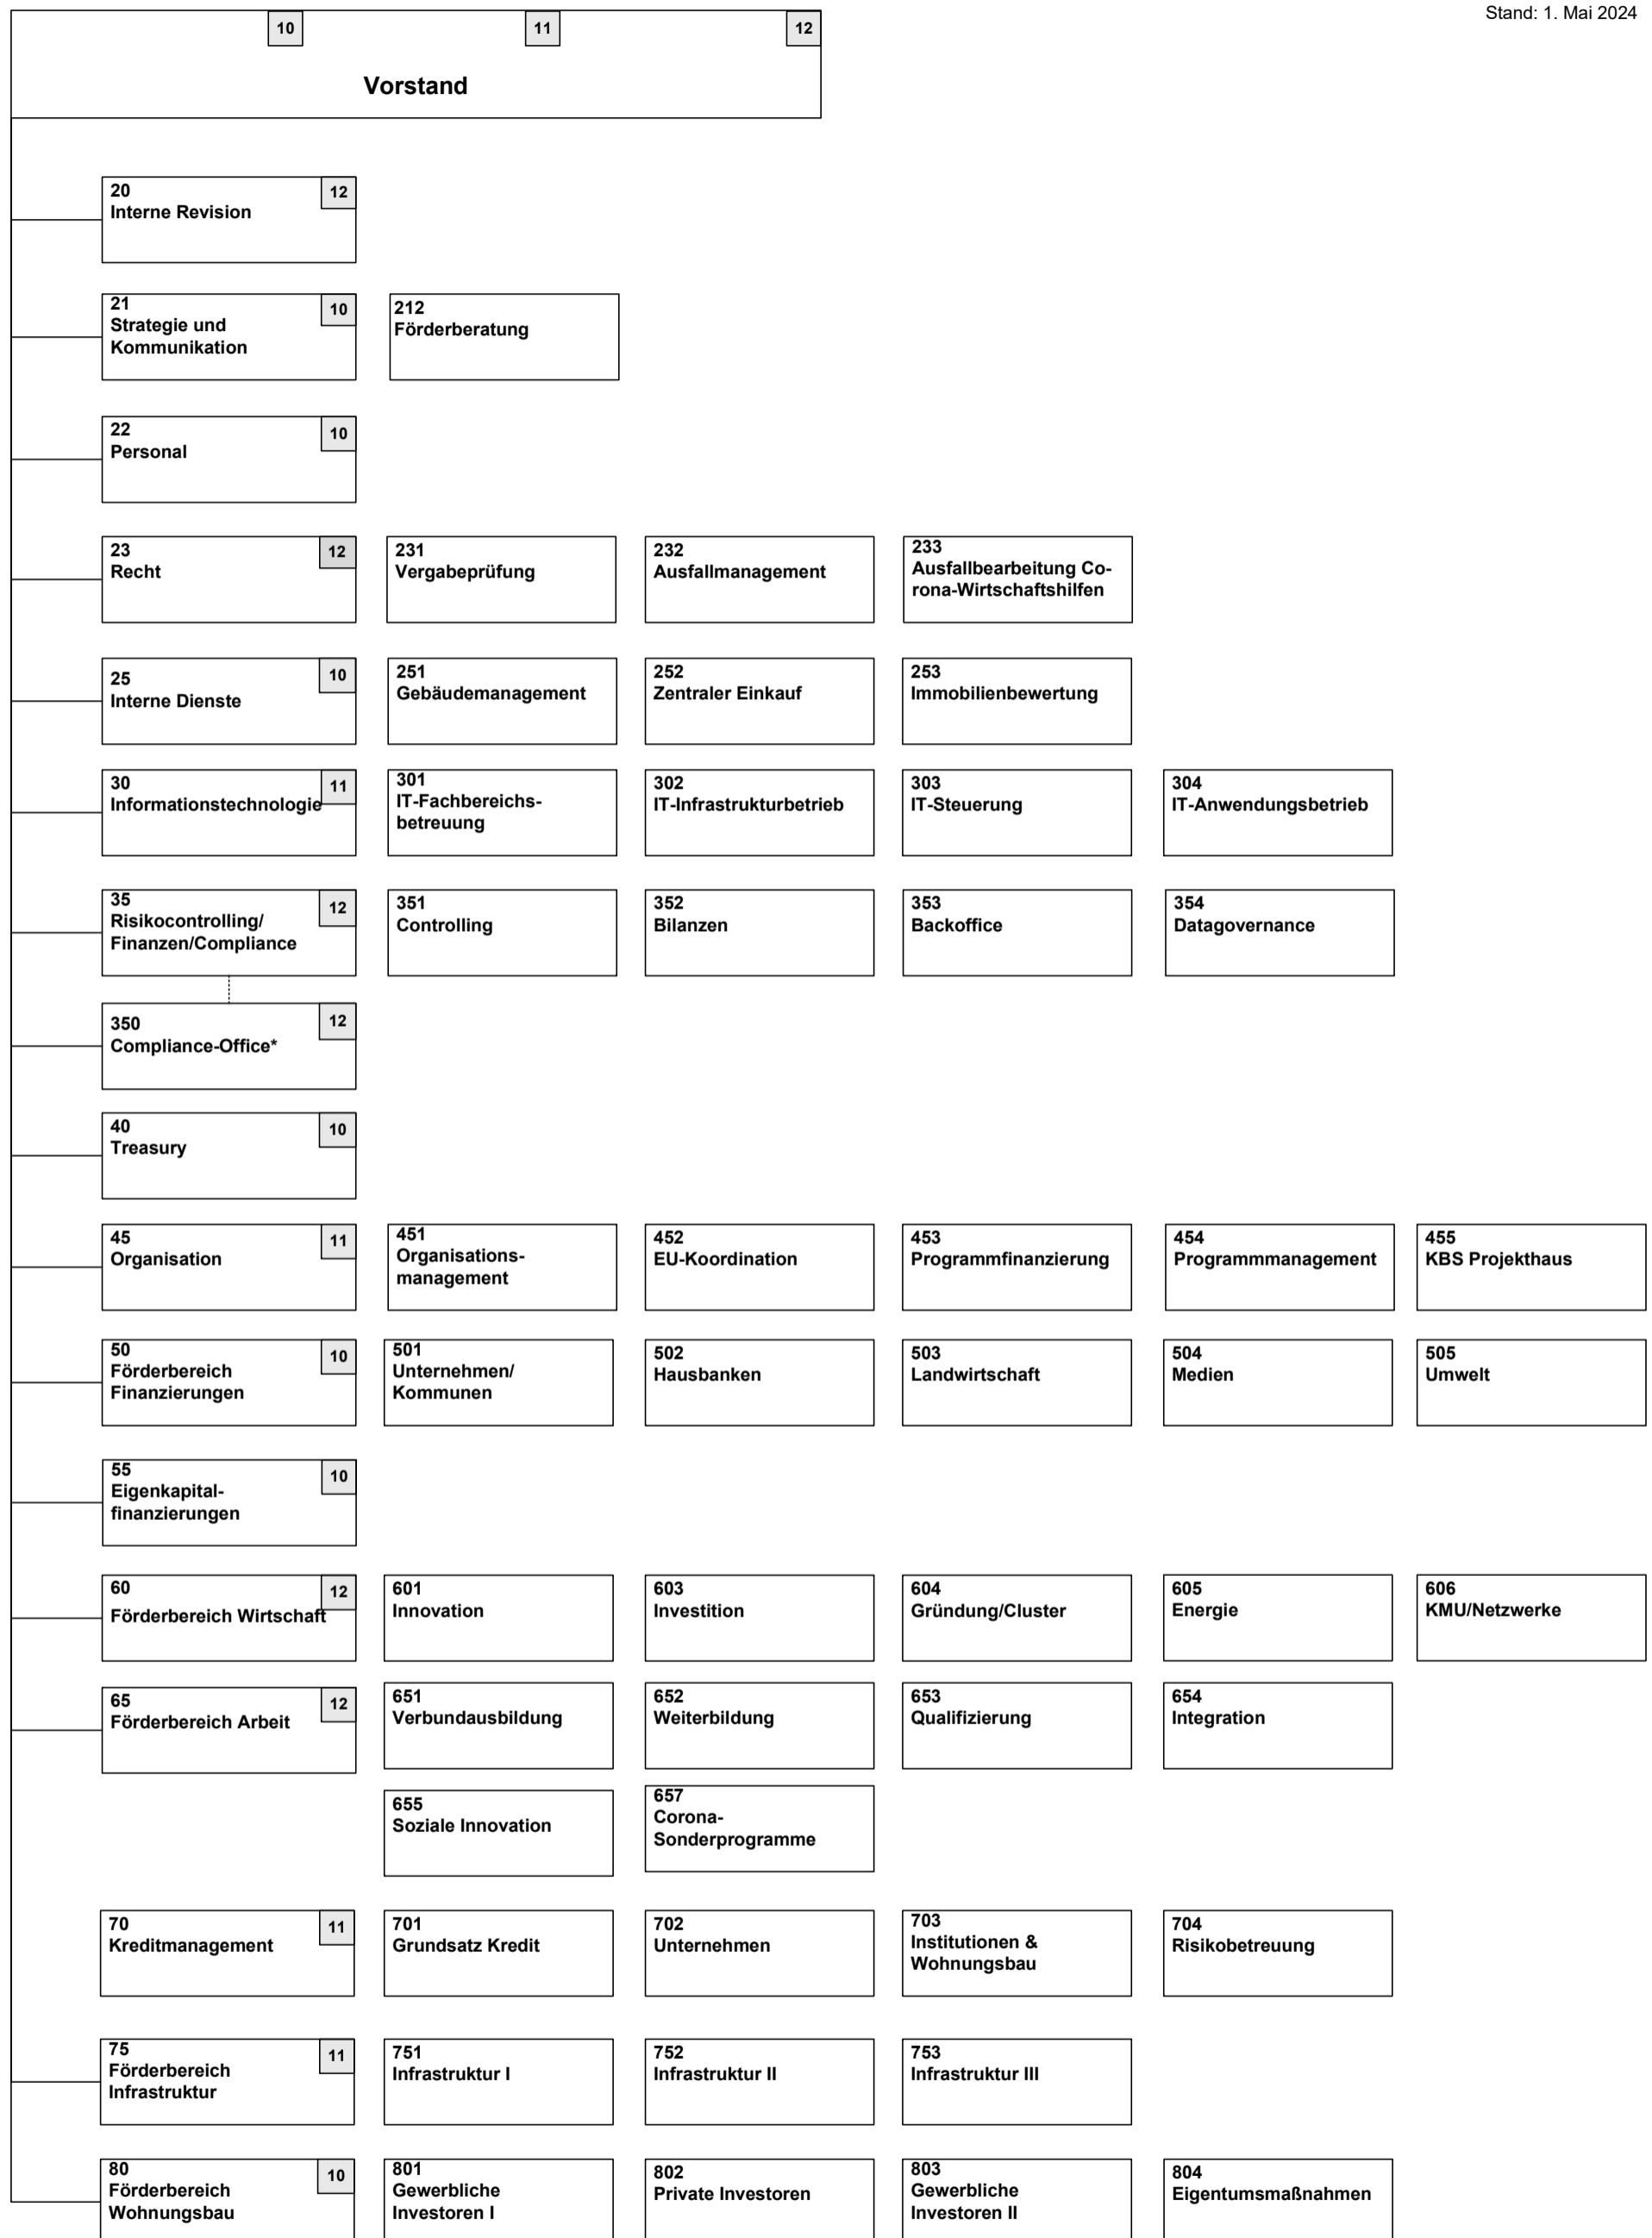 Stand: 1. Mai 2024
10
11
12
Vorstand
20
12
Interne Revision
21
10
Strategie und
Kommunikation
212
Förderberatung
22
10
Personal
23
12
Recht
231
Vergabeprüfung
232
Ausfallmanagement
233
Ausfallbearbeitung Co-
rona-Wirtschaftshilfen
25
10
Interne Dienste
251
Gebäudemanagement
252
Zentraler Einkauf
253
Immobilienbewertung
30
11
Informationstechnologie
301
IT-Fachbereichs-
betreuung
302
IT-Infrastrukturbetrieb
303
IT-Steuerung
304
IT-Anwendungsbetrieb
35
12
Risikocontrolling/
Finanzen/Compliance
351
Controlling
352
Bilanzen
353
Backoffice
354
Datagovernance
350
12
Compliance-Office*
40
10
Treasury
45
11
Organisation
451
Organisations-
management
452
EU-Koordination
453
Programmfinanzierung
454
Programmmanagement
455
KBS Projekthaus
50
10
Förderbereich
Finanzierungen
501
Unternehmen/
Kommunen
502
Hausbanken
503
Landwirtschaft
504
Medien
505
Umwelt
55
10
Eigenkapital-
finanzierungen
60
12
Förderbereich Wirtschaft
601
Innovation
603
Investition
604
Gründung/Cluster
605
Energie
606
KMU/Netzwerke
65
12
Förderbereich Arbeit
651
Verbundausbildung
652
Weiterbildung
653
Qualifizierung
654
Integration
655
Soziale Innovation
657
Corona-
Sonderprogramme
70
11
Kreditmanagement
701
Grundsatz Kredit
702
Unternehmen
703
Institutionen &
Wohnungsbau
704
Risikobetreuung
75
11
Förderbereich
Infrastruktur
751
Infrastruktur I
752
Infrastruktur II
753
Infrastruktur III
80
10
Förderbereich
Wohnungsbau
801
Gewerbliche
Investoren I
802
Private Investoren
803
Gewerbliche
Investoren II
804
Eigentumsmaßnahmen